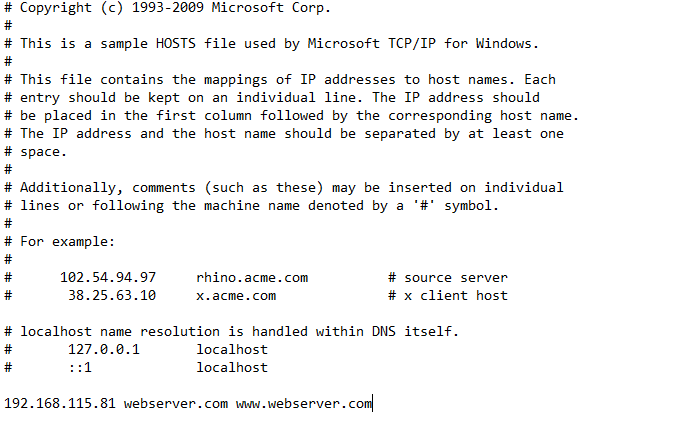 # Copyright (c) 1993-2009 Microsoft Corp.
#
# This is a sample HOSTS file used by Microsoft TCP/IP for Windows.
#
# This file contains the mappings of IP addresses to host names. Each
# entry should be kept on an individual line. The IP address should
# be placed in the first column followed by the corresponding host name.
# The IP address and the host name should be separated by at least one
# space.
#
# Additionally, comments (such as these) may be inserted on individual
# lines or following the machine name denoted by a '#' symbol.
#
# For example:
#
#      102.54.94.97     rhino.acme.com          # source server
#       38.25.63.10     x.acme.com              # x client host

# localhost name resolution is handled within DNS itself.
#       127.0.0.1       localhost
#       ::1             localhost

192.168.115.81 webserver.com www.webserver.com